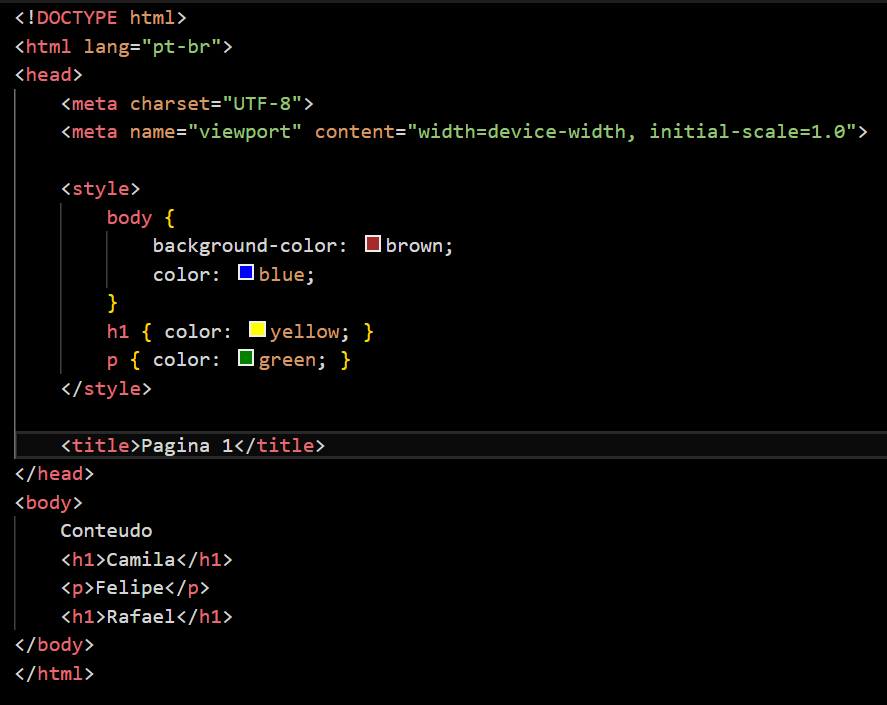 <!DOCTYPE html>
<html lang="pt-br">
<head>
    <meta charset="UTF-8">
    <meta name="viewport" content="width=device-width, initial-scale=1.0">
    <style>
        body {
            background-color: brown;
            color: blue;
        }
        h1 { color: yellow; }
        p { color: green; }
    </style>
    <title>Pagina 1</title>
</head>
<body>
    Conteudo
    <h1>Camila</h1>
    <p>Felipe</p>
    <h1>Rafael</h1>
</body>
</html>